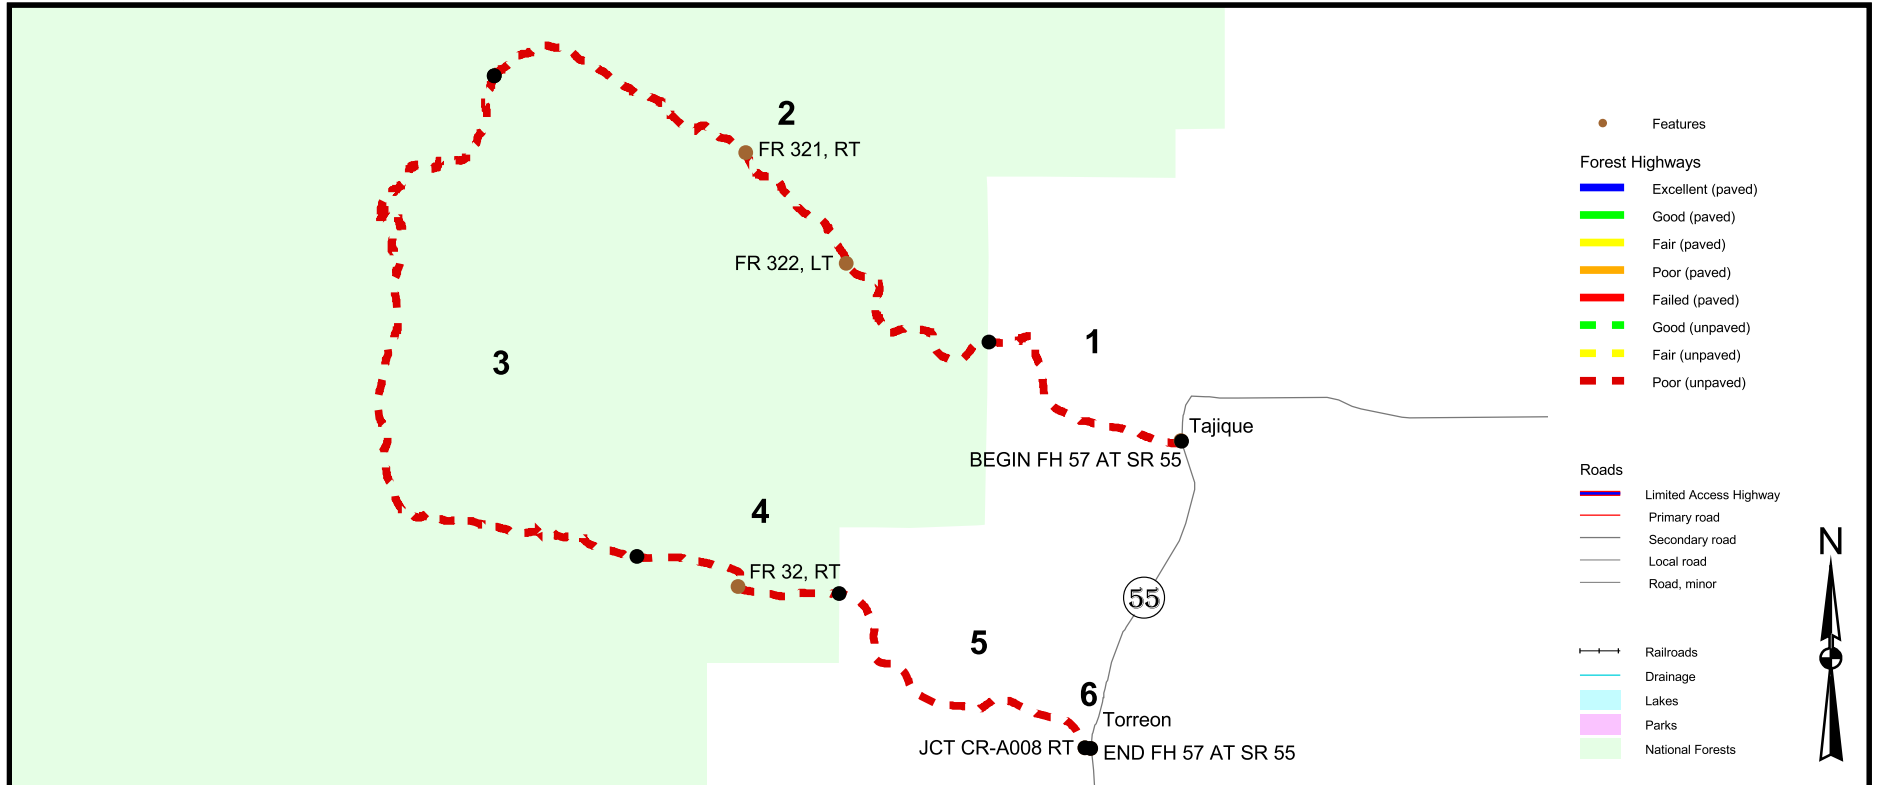 2
FR 321, RT
FR 322, LT
1
3
Tajique
BEGIN FH 57 AT SR 55
4
FR 32, RT
55
5
6
Torreon
JCT CR-A008 RT
END FH 57 AT SR 55
Features
Forest Highways
Excellent (paved)
Good (paved)
Fair (paved)
Poor (paved)
Failed (paved)
Good (unpaved)
Fair (unpaved)
Poor (unpaved)
Roads
Limited Access Highway
Primary road
Secondary road
Local road
Road, minor
Railroads
Drainage
Lakes
Parks
National Forests
N